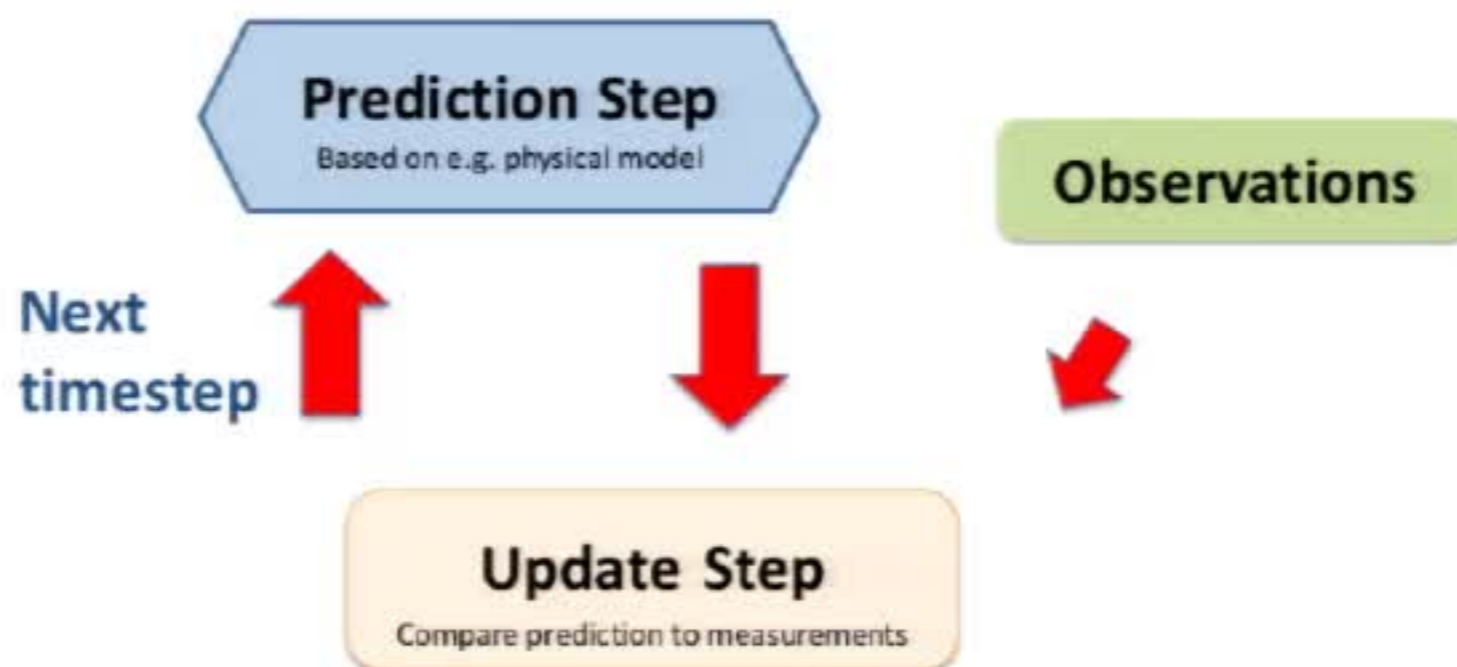 Prediction Step
Based on e.g. physical model
Observations
Next
timestep
Update Step
Compare prediction to measurements